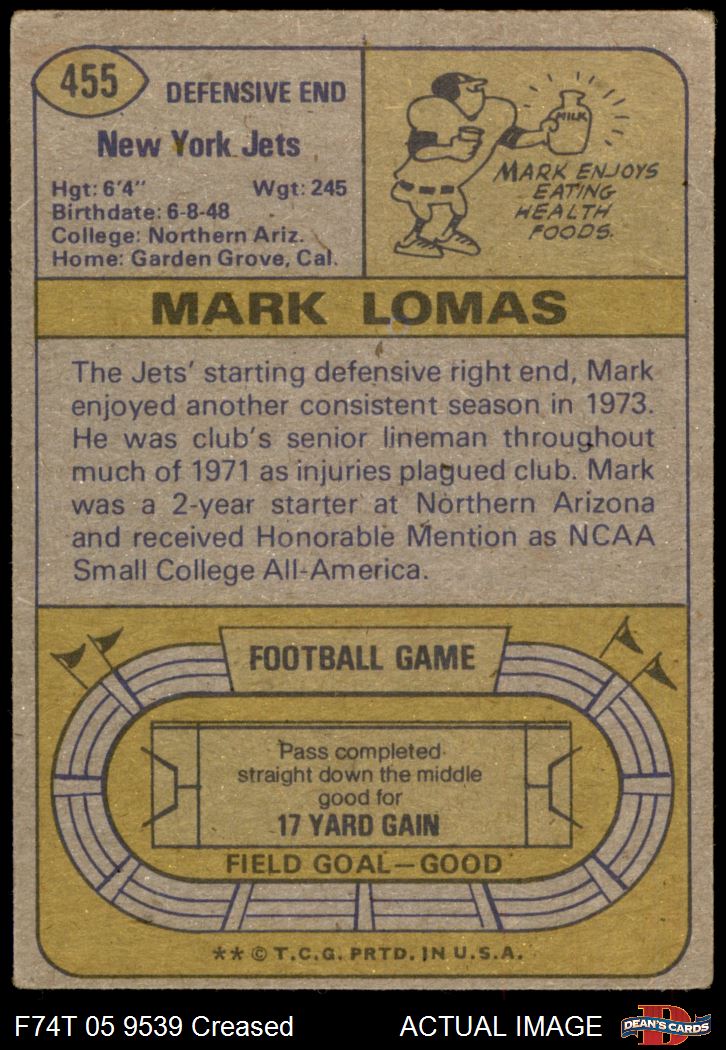 455
DEFENSIVE END
New York Jets
Hgt: 6'4"
Wgt: 245
Birthdate: 6-8-48
College: Northern Ariz.
Home: Garden Grove, Cal.
MILK
MARK ENJOYS
EATING
HEALTH
FOODS.
MARK LOMAS
The Jets' starting defensive right end, Mark
enjoyed another consistent season in 1973.
He was club's senior lineman throughout
much of 1971 as injuries plagued club. Mark
was a 2-year starter at Northern Arizona
and received Honorable Mention as NCAA
Small College All-America.
FOOTBALL GAME
Pass completed
straight down the middle
good for
17 YARD GAIN
FIELD GOAL—GOOD
** © T.C.G. PRTD. IN U.S.A.
F74T 05 9539 Creased
ACTUAL IMAGE
D
DEAN'S CARDS